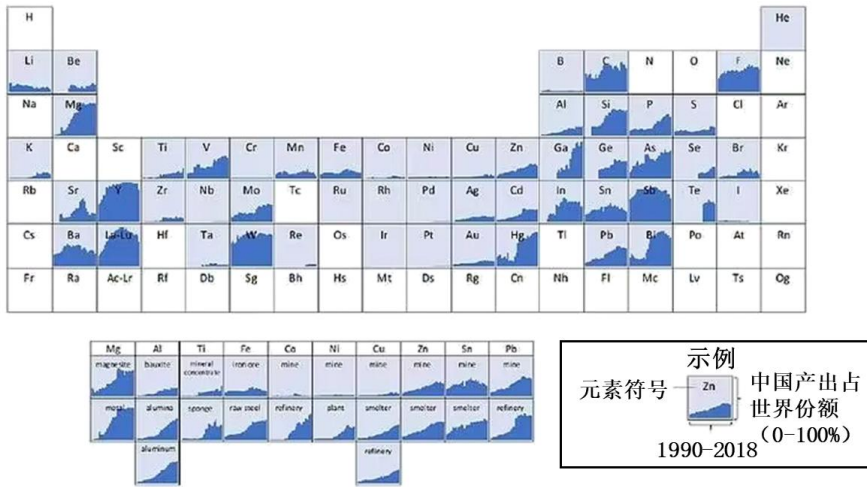 H He
Li Be B C N O F Ne
Na Mg Al Si P S Cl Ar
K Ca Sc Ti V Cr Mn Fe Co Ni Cu Zn Ga Ge As Se Br Kr
Rb Sr Y Zr Nb Mo Tc Ru Rh Pd Ag Cd In Sn Sb Te I Xe
Cs Ba La-Lu Hf Ta W Re Os Ir Pt Au Hg Tl Pb Bi Po At Rn
Fr Ra Ac-Lr Rf Db Sg Bh Hs Mt Ds Rg Cn Nh Fl Mc Lv Ts Og
Mg Al Ti Fe Co Ni Cu Zn Sn Pb
magnesite bauxite mineral concentrate iron ore mine mine mine mine mine mine
metal alumina sponge raw steel refinery plant smelter smelter smelter refinery
aluminum refinery
示例
元素符号 Zn 中国产出占
世界份额
(0-100%)
1990-2018